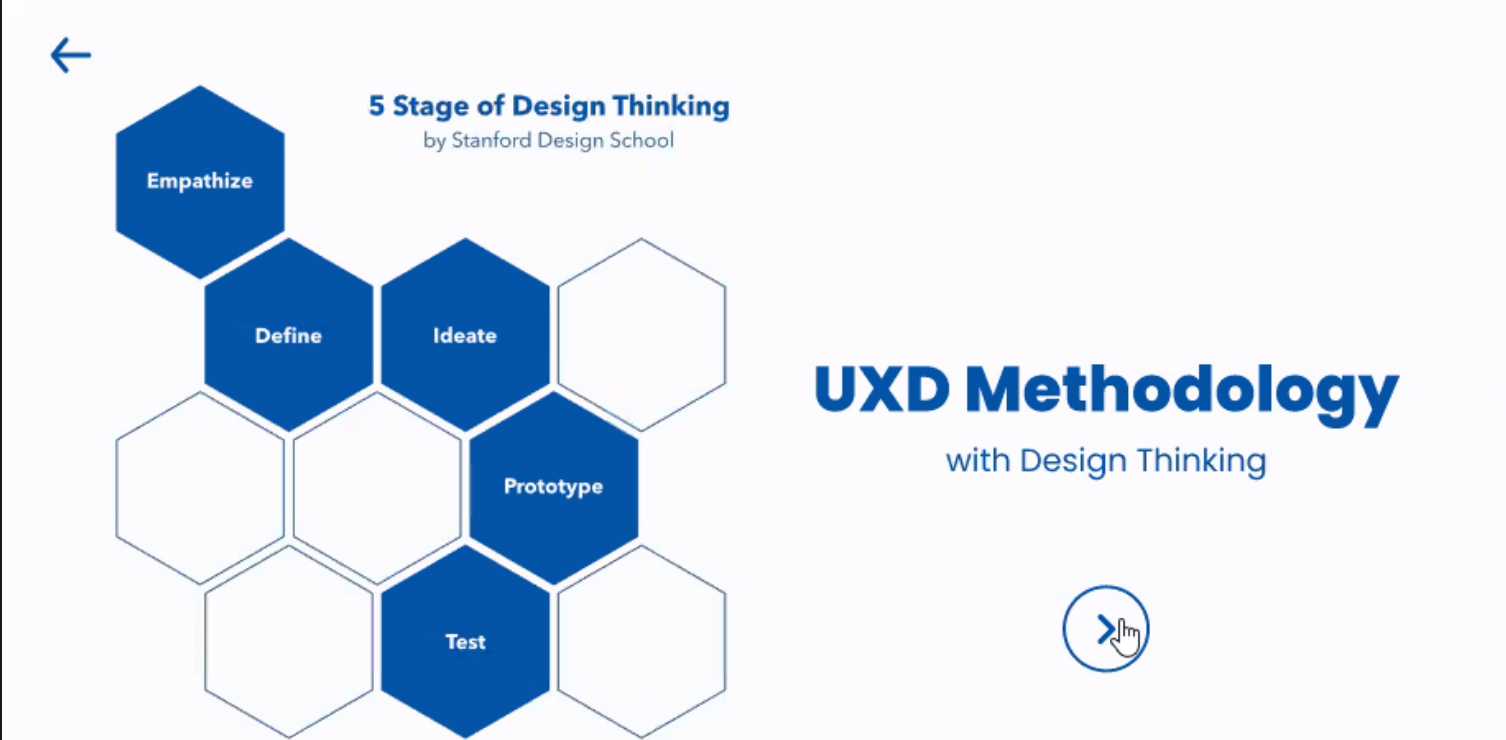 5 Stage of Design Thinking
by Stanford Design School
Empathize
Define
Ideate
Prototype
Test
UXD Methodology
with Design Thinking